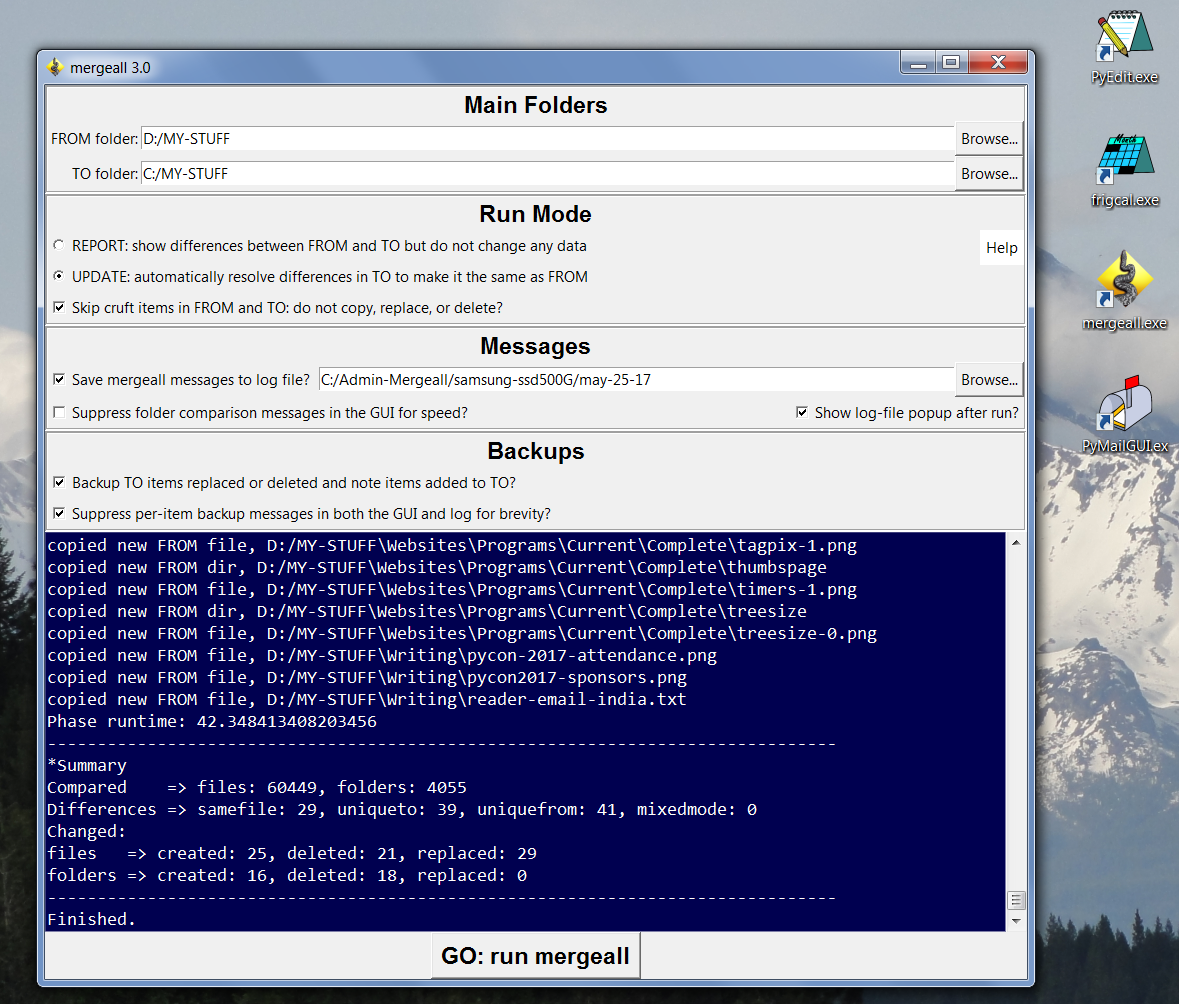 mergeall 3.0
Main Folders
FROM folder: D:/MY-STUFF Browse...
TO folder: C:/MY-STUFF Browse...
Run Mode
REPORT: show differences between FROM and TO but do not change any data
Help
UPDATE: automatically resolve differences in TO to make it the same as FROM
Skip cruft items in FROM and TO: do not copy, replace, or delete?
Messages
Save mergeall messages to log file? C:/Admin-Mergeall/samsung-ssd500G/may-25-17 Browse...
Suppress folder comparison messages in the GUI for speed? Show log-file popup after run?
Backups
Backup TO items replaced or deleted and note items added to TO?
Suppress per-item backup messages in both the GUI and log for brevity?
copied new FROM file, D:/MY-STUFF\Websites\Programs\Current\Complete\tagpix-1.png
copied new FROM dir, D:/MY-STUFF\Websites\Programs\Current\Complete\thumbspage
copied new FROM file, D:/MY-STUFF\Websites\Programs\Current\Complete\timers-1.png
copied new FROM dir, D:/MY-STUFF\Websites\Programs\Current\Complete\treesize
copied new FROM file, D:/MY-STUFF\Websites\Programs\Current\Complete\treesize-0.png
copied new FROM file, D:/MY-STUFF\Writing\pycon-2017-attendance.png
copied new FROM file, D:/MY-STUFF\Writing\pycon2017-sponsors.png
copied new FROM file, D:/MY-STUFF\Writing\reader-email-india.txt
Phase runtime: 42.348413408203456
-------------------------------------------------------------------------------
*Summary
Compared    => files: 60449, folders: 4055
Differences => samefile: 29, uniqueto: 39, uniquefrom: 41, mixedmode: 0
Changed:
files   => created: 25, deleted: 21, replaced: 29
folders => created: 16, deleted: 18, replaced: 0
-------------------------------------------------------------------------------
Finished.
GO: run mergeall
PyEdit.exe
Month
frigcal.exe
mergeall.exe
PyMailGUI.ex